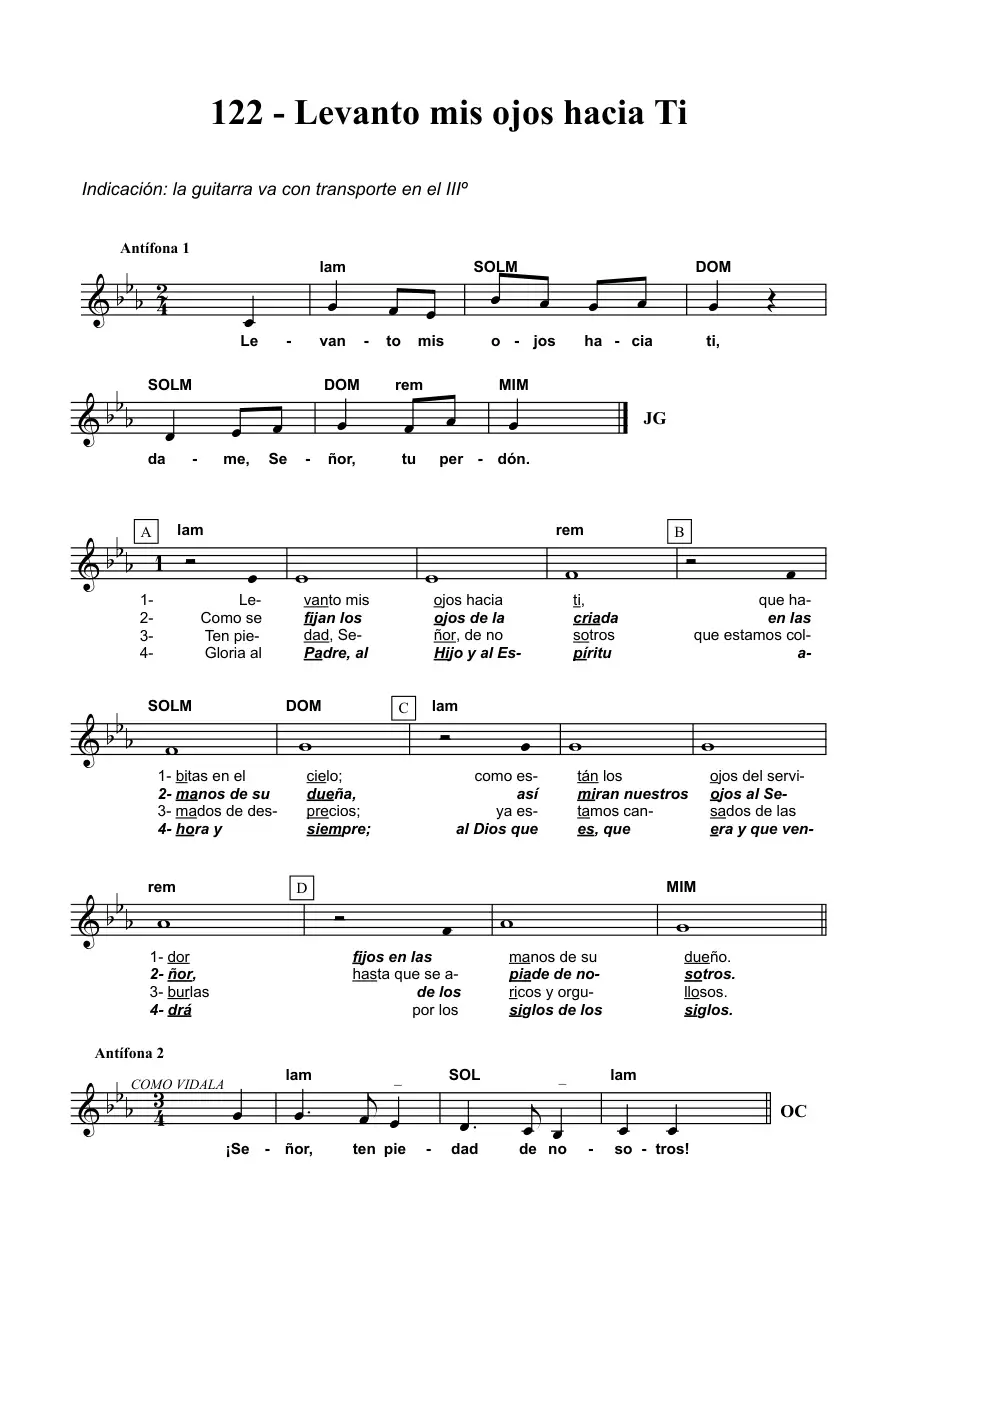 122 - Levanto mis ojos hacia Ti
Indicación: la guitarra va con transporte en el IIIº
Antífona 1
lam SOLM DOM
2
4
Le - van - to mis o - jos ha - cia ti,
SOLM DOM rem MIM
JG
da - me, Se - ñor, tu per - dón.
A lam rem B
1
1- Le- vanto mis ojos hacia ti, que ha-
2- Como se fijan los ojos de la criada en las
3- Ten pie- dad, Se- ñor, de no sotros que estamos col-
4- Gloria al Padre, al Hijo y al Es- píritu a-
SOLM DOM C lam
1- bitas en el cielo; como es- tán los ojos del servi-
2- manos de su dueña, así miran nuestros ojos al Se-
3- mados de des- precios; ya es- tamos can- sados de las
4- hora y siempre; al Dios que es, que era y que ven-
rem D MIM
1- dor fijos en las manos de su dueño.
2- ñor, hasta que se a- piade de no- sotros.
3- burlas de los ricos y orgu- llosos.
4- drá por los siglos de los siglos.
Antífona 2
COMO VIDALA lam SOL lam
3
4
OC
¡Se - ñor, ten pie - dad de no - so - tros!